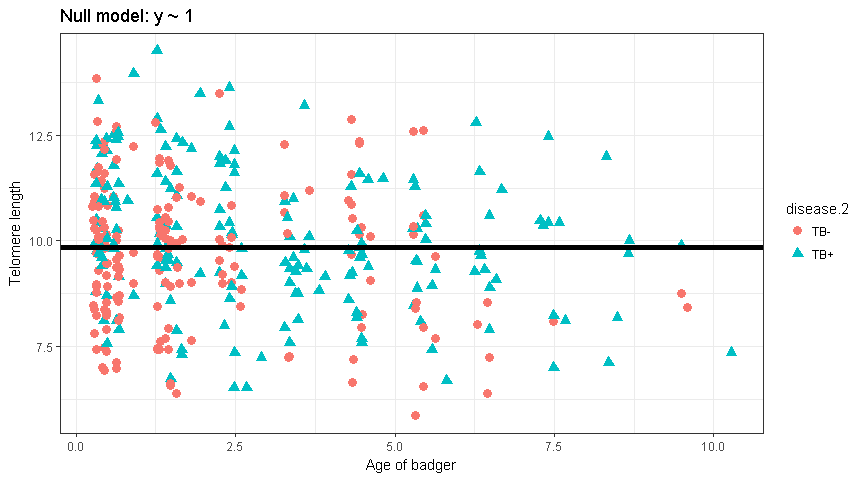 Null model: y ~ 1
Telomere length
12.5
10.0
7.5
0.0 2.5 5.0 7.5 10.0
Age of badger
disease.2
TB-
TB+